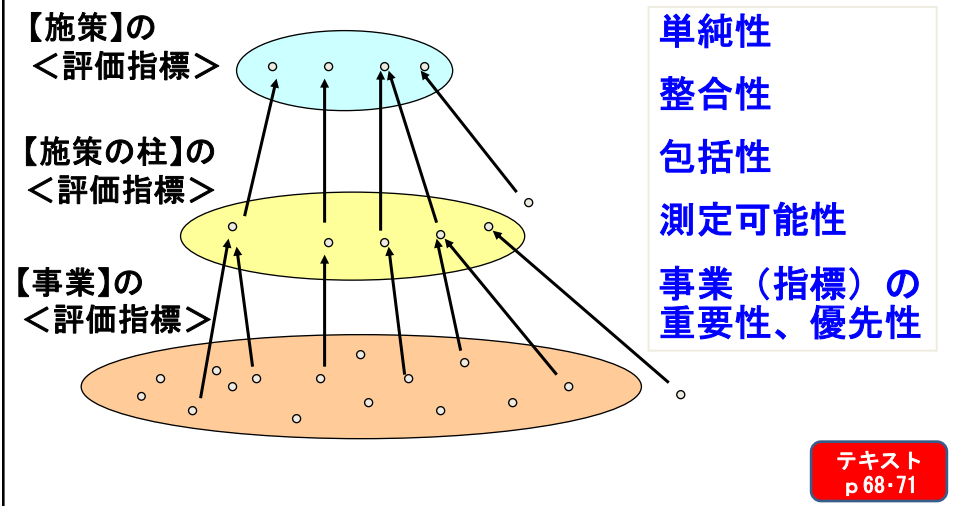 【施策】の
＜評価指標＞
【施策の柱】の
＜評価指標＞
【事業】の
＜評価指標＞
単純性
整合性
包括性
測定可能性
事業（指標）の
重要性、優先性
テキスト
ｐ68･71